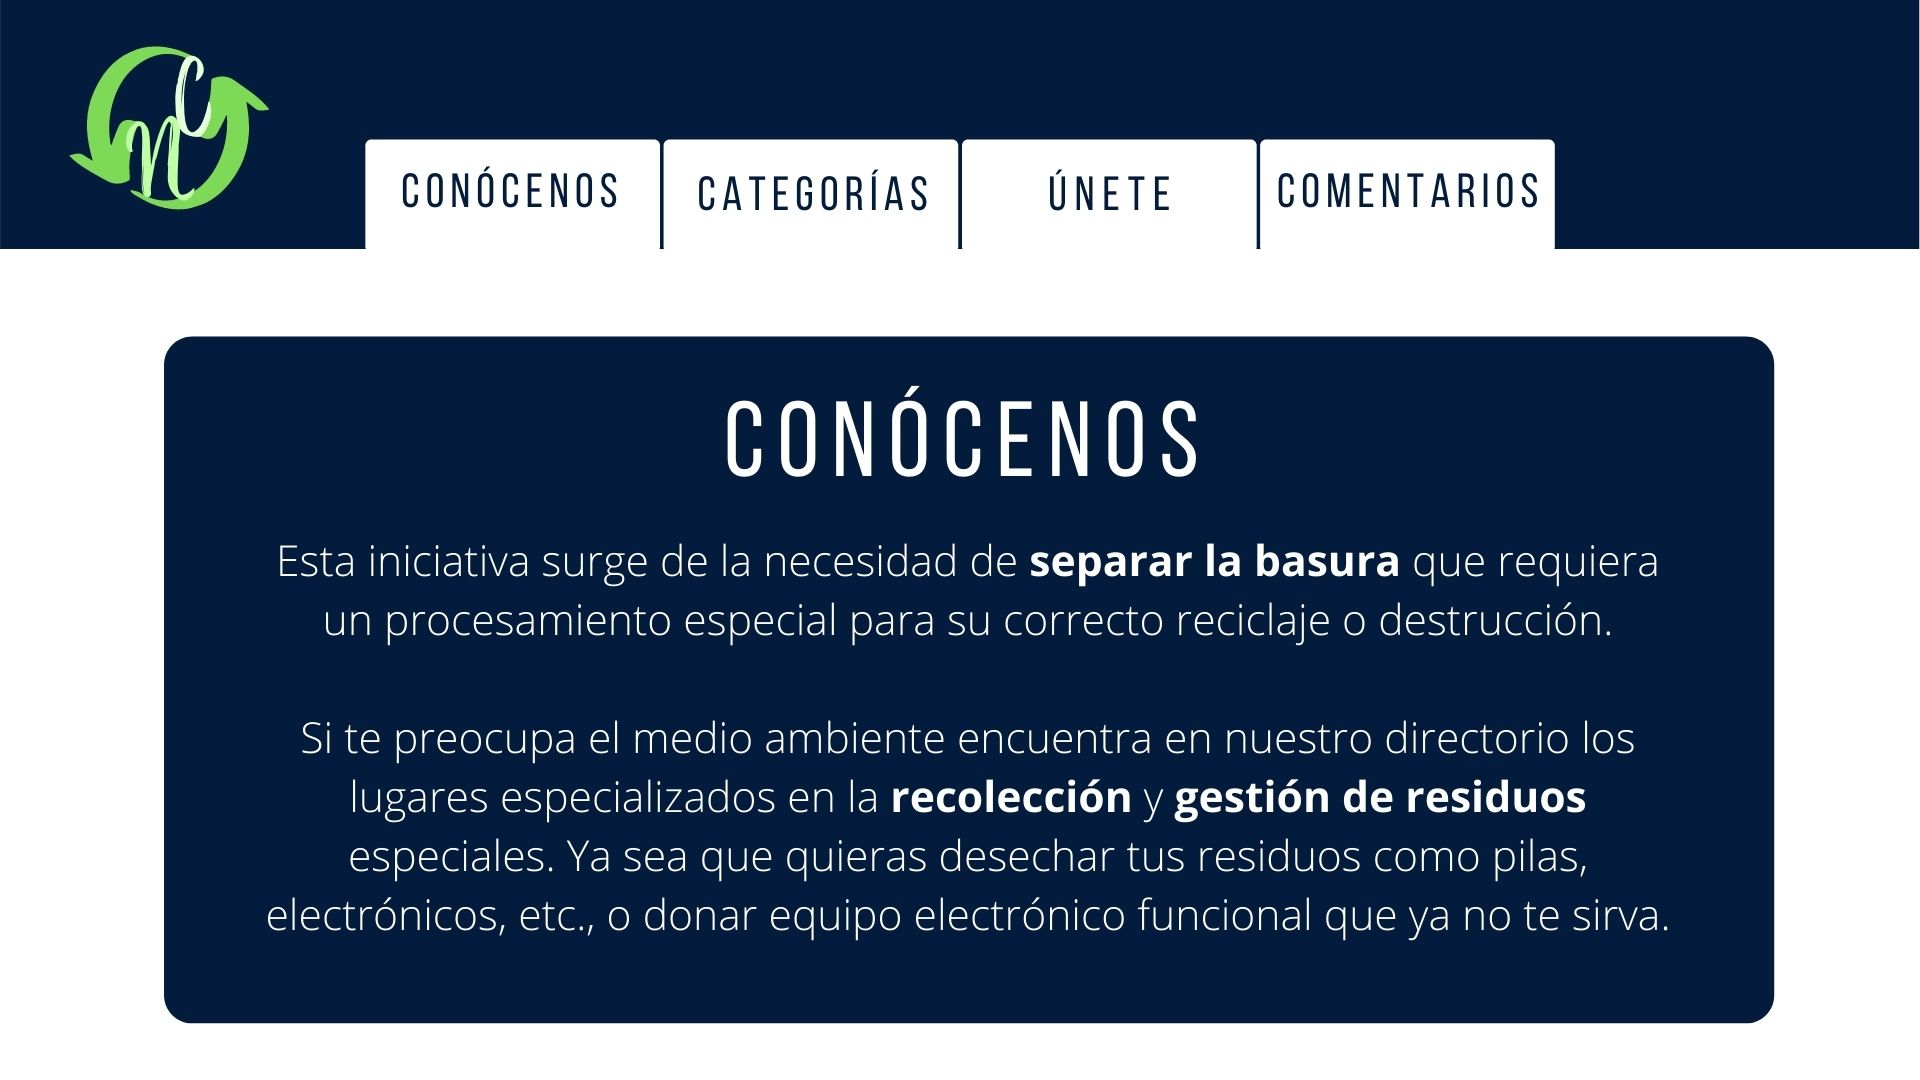 NC
CONÓCENOS
CATEGORÍAS
ÚNETE
COMENTARIOS
CONÓCENOS
Esta iniciativa surge de la necesidad de separar la basura que requiera
un procesamiento especial para su correcto reciclaje o destrucción.
Si te preocupa el medio ambiente encuentra en nuestro directorio los
lugares especializados en la recolección y gestión de residuos
especiales. Ya sea que quieras desechar tus residuos como pilas,
electrónicos, etc., o donar equipo electrónico funcional que ya no te sirva.